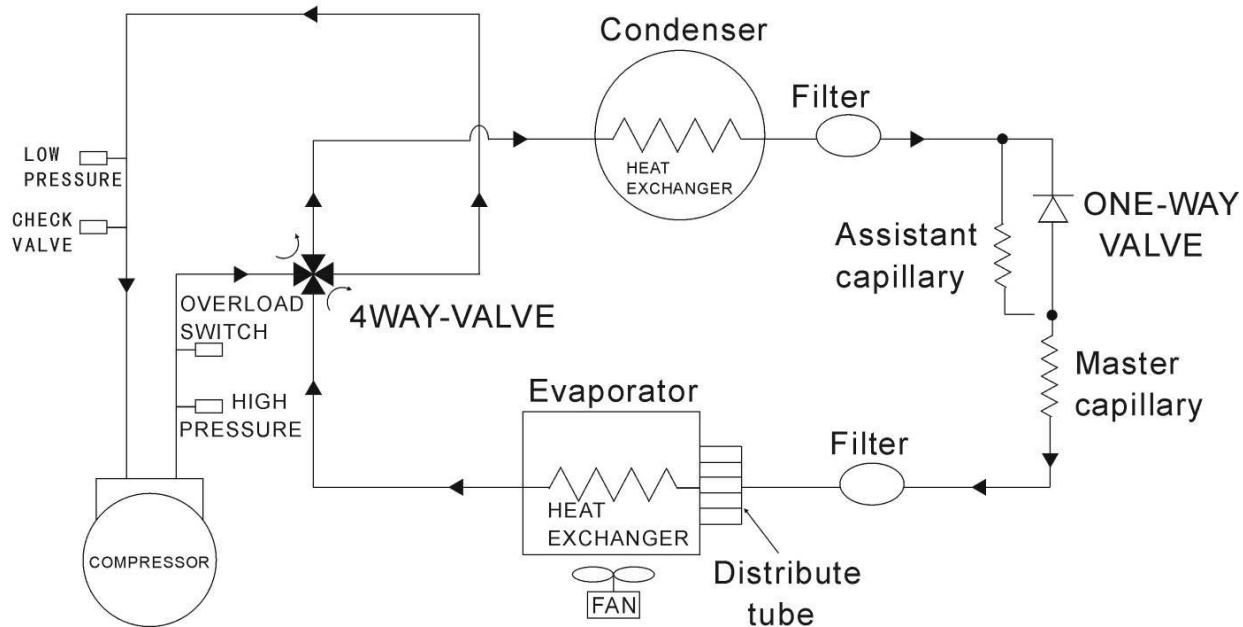 Condenser
HEAT
EXCHANGER
Filter
LOW
PRESSURE
CHECK
VALVE
OVERLOAD
SWITCH
HIGH
PRESSURE
COMPRESSOR
4WAY-VALVE
Assistant
capillary
ONE-WAY
VALVE
Master
capillary
Evaporator
HEAT
EXCHANGER
Filter
Distribute
tube
FAN